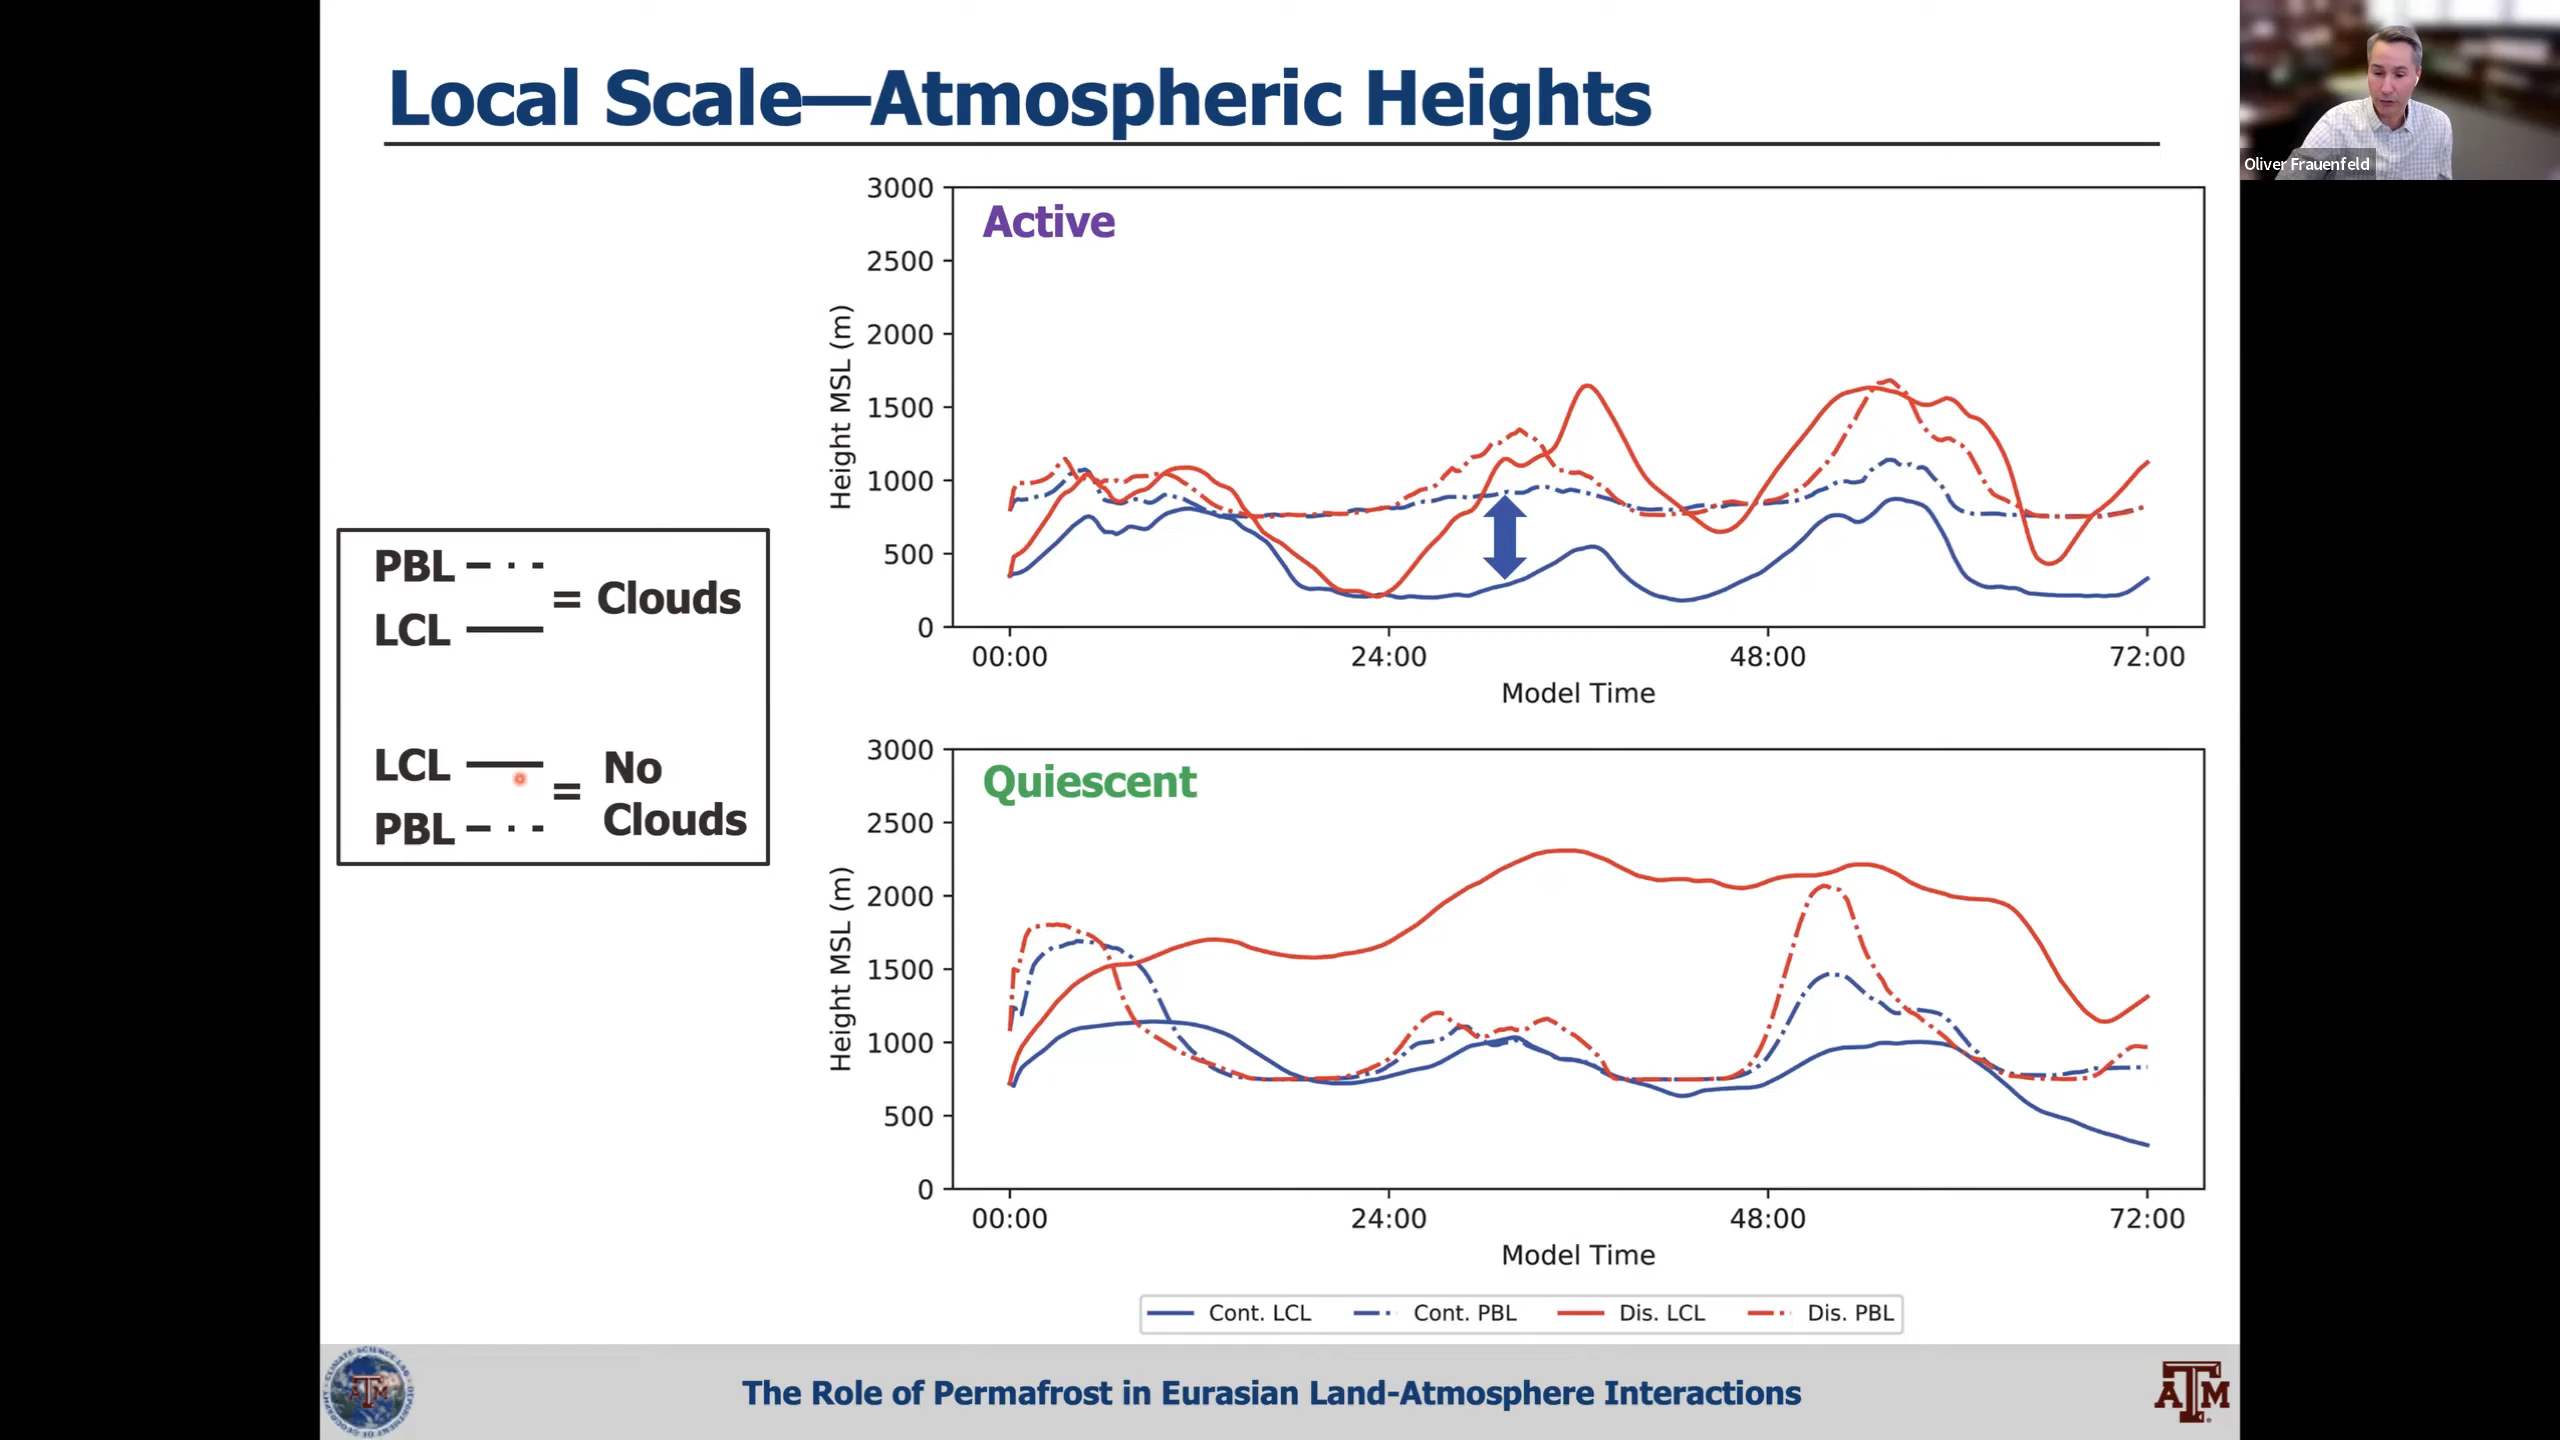 Local Scale—Atmospheric Heights
Oliver Frauenfeld
PBL
LCL
= Clouds
LCL
PBL
= No
Clouds
Active
Height MSL (m)
3000
2500
2000
1500
1000
500
0
00:00 24:00 48:00 72:00
Model Time
Quiescent
Height MSL (m)
3000
2500
2000
1500
1000
500
0
00:00 24:00 48:00 72:00
Model Time
Cont. LCL Cont. PBL Dis. LCL Dis. PBL
The Role of Permafrost in Eurasian Land-Atmosphere Interactions
ATM
ATM